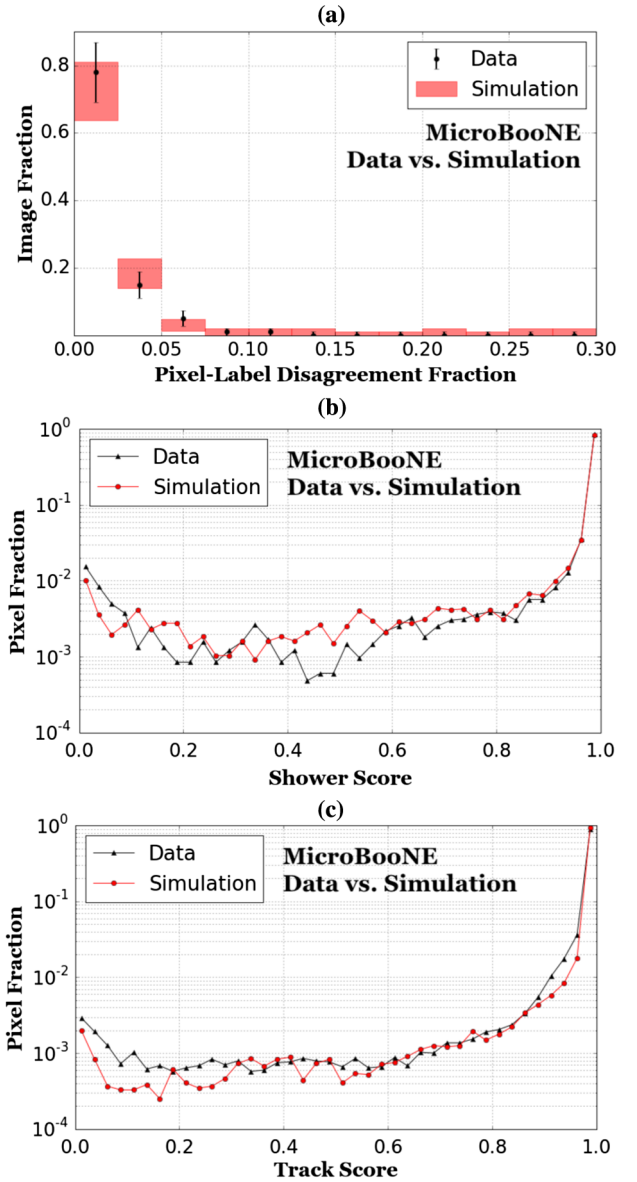 (a)
Data
Simulation
MicroBooNE
Data vs. Simulation
Image Fraction
0.8
0.6
0.4
0.2
0.00 0.05 0.10 0.15 0.20 0.25 0.30
Pixel-Label Disagreement Fraction
(b)
Data
Simulation
MicroBooNE
Data vs. Simulation
Pixel Fraction
10^0
10^-1
10^-2
10^-3
10^-4
0.0 0.2 0.4 0.6 0.8 1.0
Shower Score
(c)
Data
Simulation
MicroBooNE
Data vs. Simulation
Pixel Fraction
10^0
10^-1
10^-2
10^-3
10^-4
0.0 0.2 0.4 0.6 0.8 1.0
Track Score